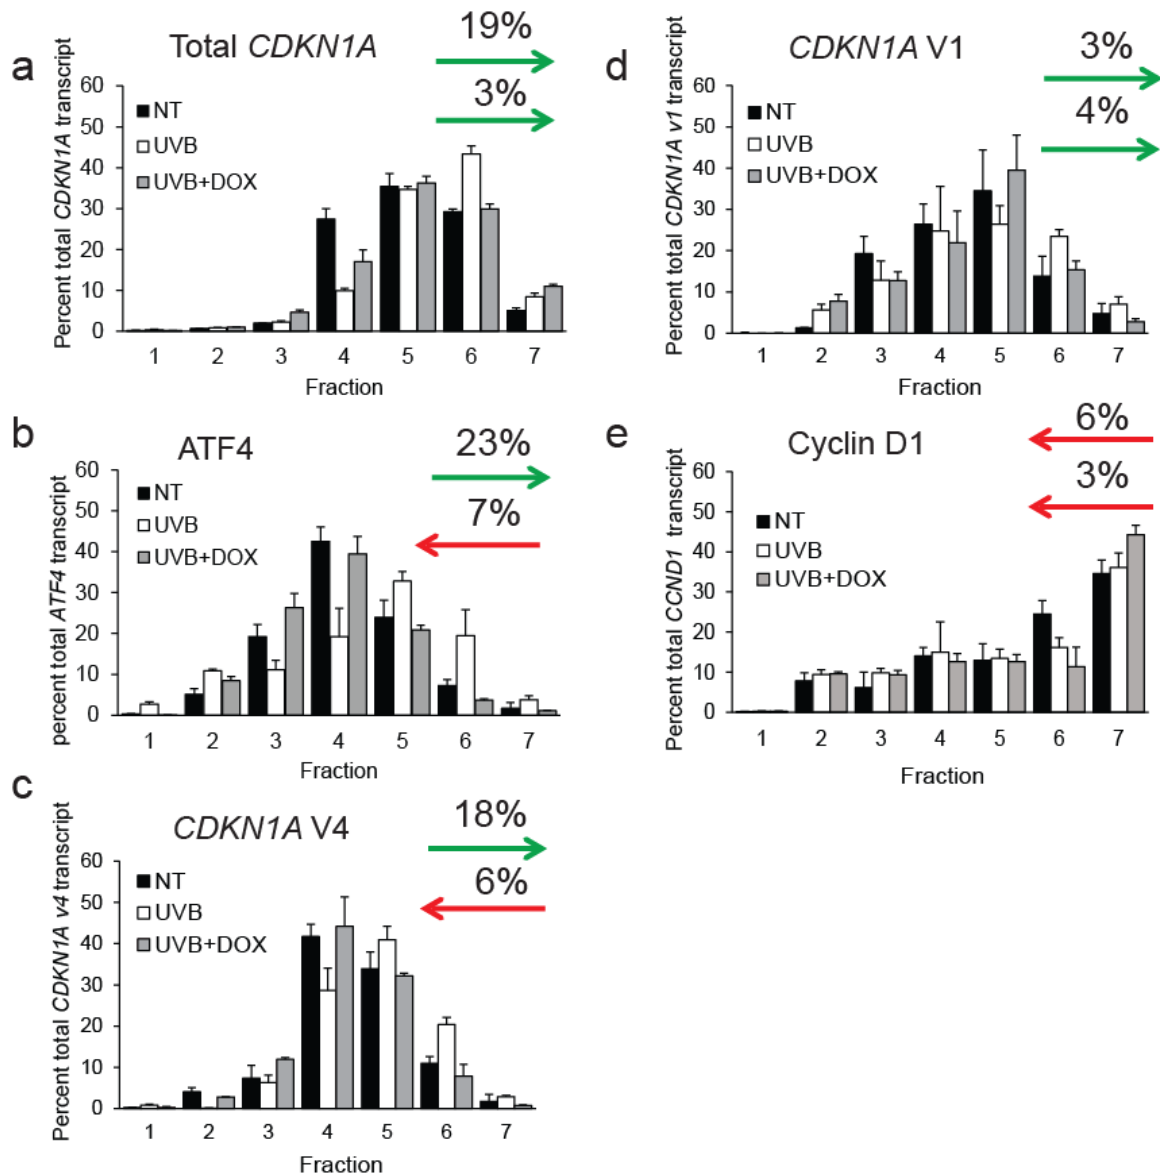 a
Total CDKN1A
19%
3%
Percent total CDKN1A transcript
60
50
40
30
20
10
0
NT
UVB
UVB+DOX
1 2 3 4 5 6 7
Fraction
b
ATF4
23%
7%
percent total ATF4 transcript
60
50
40
30
20
10
0
NT
UVB
UVB+DOX
1 2 3 4 5 6 7
Fraction
c
CDKN1A V4
18%
6%
Percent total CDKN1A v4 transcript
60
50
40
30
20
10
0
NT
UVB
UVB+DOX
1 2 3 4 5 6 7
Fraction
d
CDKN1A V1
3%
4%
Percent total CDKN1A v1 transcript
60
50
40
30
20
10
0
NT
UVB
UVB+DOX
1 2 3 4 5 6 7
Fraction
e
Cyclin D1
6%
3%
Percent total CCND1 transcript
60
50
40
30
20
10
0
NT
UVB
UVB+DOX
1 2 3 4 5 6 7
Fraction